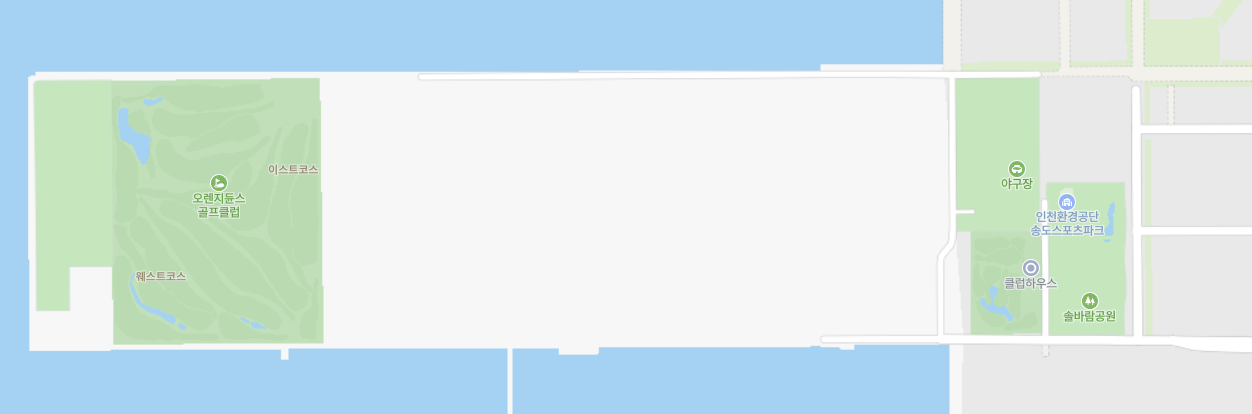 이스트코스
오렌지듄스
골프클럽
웨스트코스
야구장
인천환경공단
송도스포츠파크
클럽하우스
솔바람공원